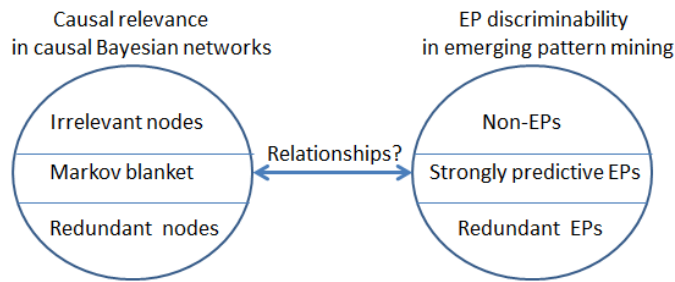 Causal relevance
in causal Bayesian networks
EP discriminability
in emerging pattern mining
Irrelevant nodes
Markov blanket
Redundant nodes
Relationships?
Non-EPs
Strongly predictive EPs
Redundant EPs